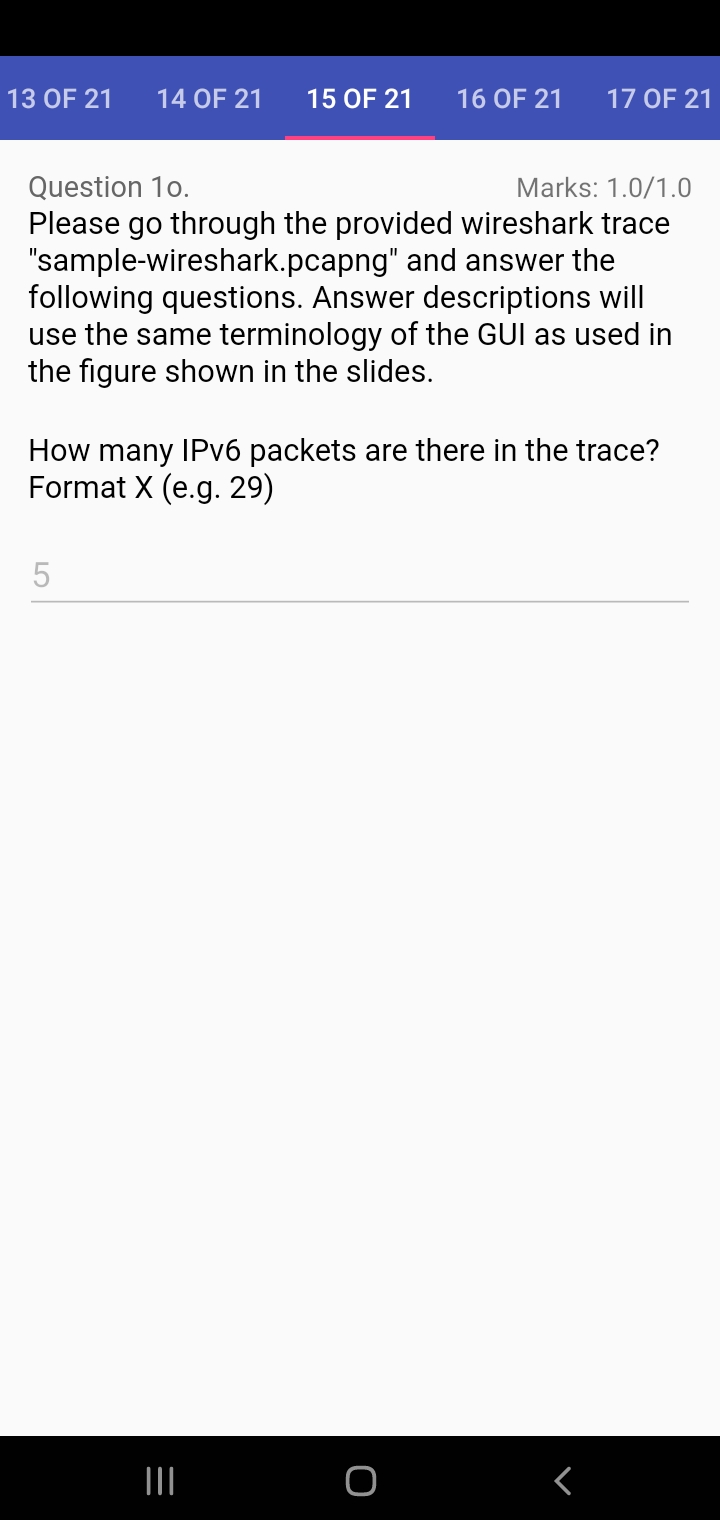 13 OF 21 14 OF 21 15 OF 21 16 OF 21 17 OF 21
Question 1o. Marks: 1.0/1.0
Please go through the provided wireshark trace
"sample-wireshark.pcapng" and answer the
following questions. Answer descriptions will
use the same terminology of the GUI as used in
the figure shown in the slides.
How many IPv6 packets are there in the trace?
Format X (e.g. 29)
5